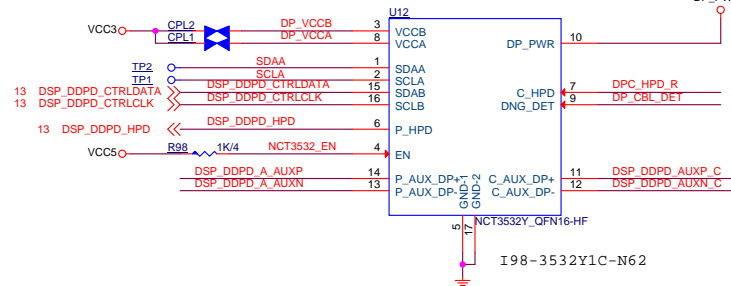 U12
VCC3
CPL2
DP_VCCB
3
VCCB
CPL1
DP_VCCA
8
VCCA
DP_PWR
10
TP2
SDAA
1
SDAA
TP1
SCLA
2
SCLA
13 DSP_DDPD_CTRLDATA
DSP_DDPD_CTRLDATA
15
SDAB
C_HPD
7
DPC_HPD_R
13 DSP_DDPD_CTRLCLK
DSP_DDPD_CTRLCLK
16
SCLB
DNG_DET
9
DP_CBL_DET
13 DSP_DDPD_HPD
DSP_DDPD_HPD
6
P_HPD
VCC5
R98
1K/4
NCT3532_EN
4
EN
DSP_DDPD_A_AUXP
14
P_AUX_DP+
C_AUX_DP+
11
DSP_DDPD_AUXP_C
DSP_DDPD_A_AUXN
13
P_AUX_DP-
C_AUX_DP-
12
DSP_DDPD_AUXN_C
GND-1
GND-2
5
17
NCT3532Y_QFN16-HF
I98-3532Y1C-N62